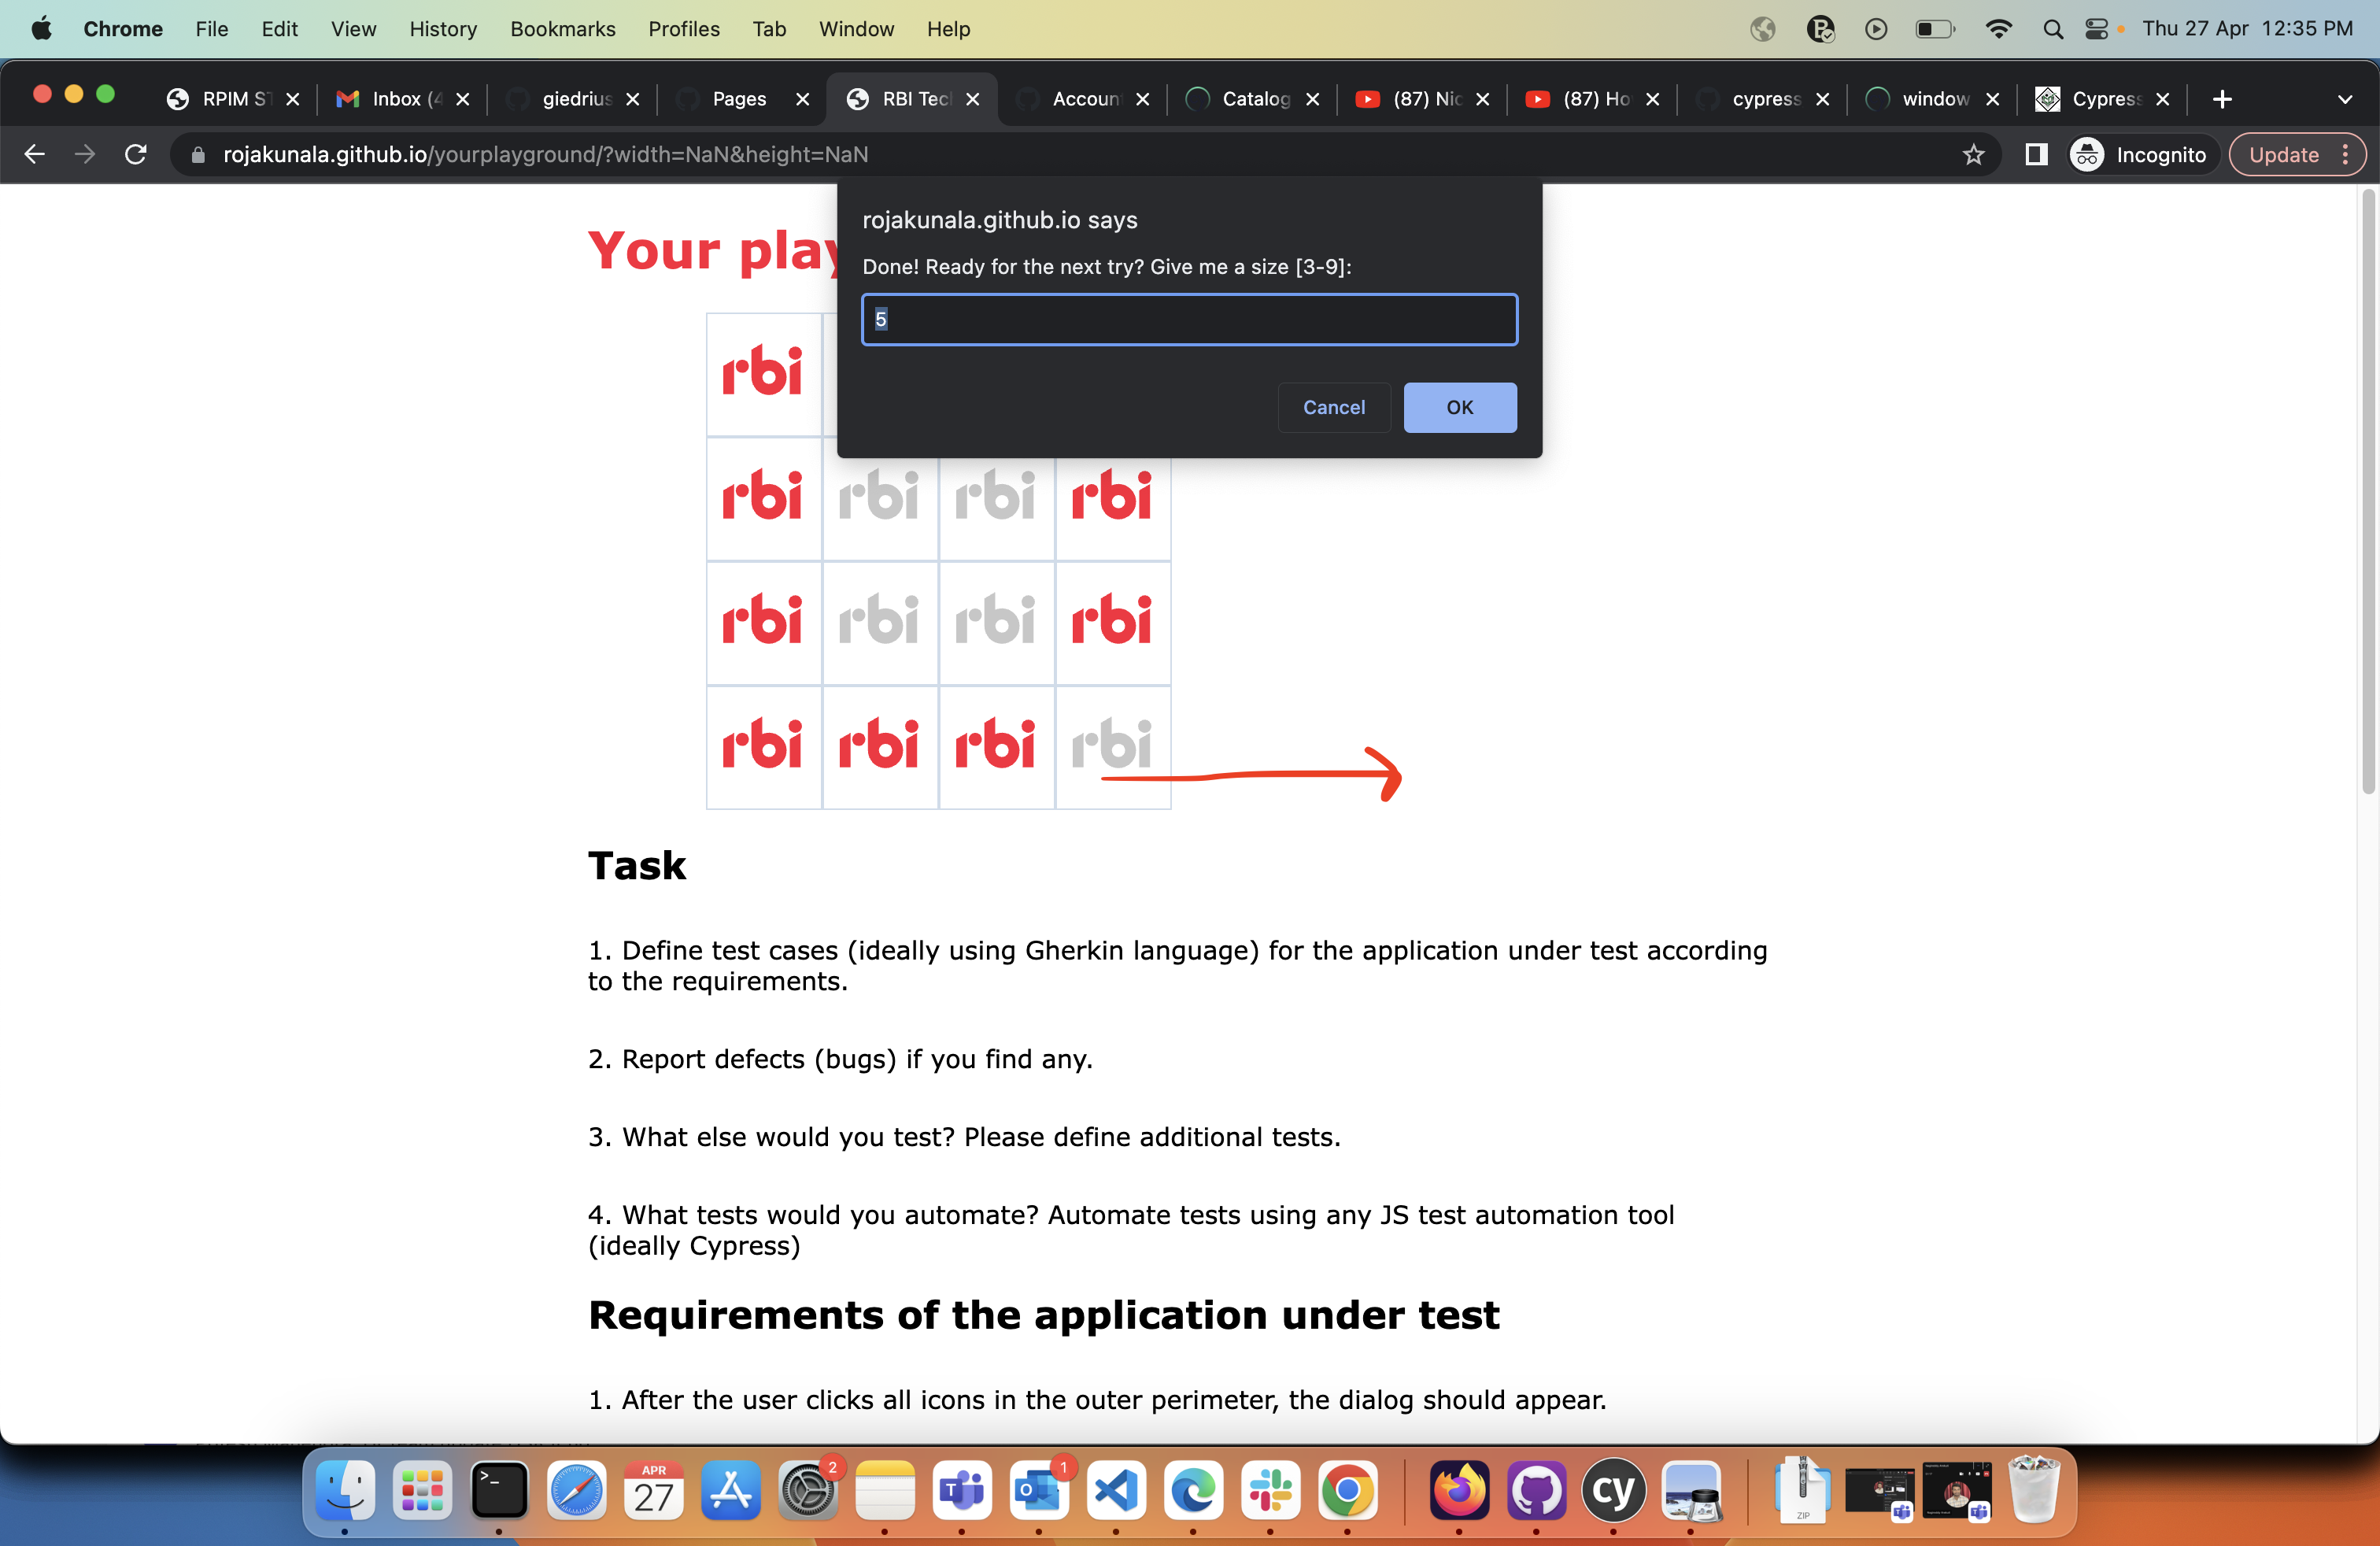 Chrome File Edit View History Bookmarks Profiles Tab Window Help Thu 27 Apr 12:35 PM
RPIM ST Inbox (4 giedrius Pages RBI Tec Accoun Catalog (87) Nic (87) Ho cypress window Cypress
rojakunala.github.io/yourplayground/?width=NaN&height=NaN Incognito Update
rojakunala.github.io says
Done! Ready for the next try? Give me a size [3-9]:
5
Cancel OK
Your play
rbi
rbi rbi rbi rbi
rbi rbi rbi rbi
rbi rbi rbi rbi
Task
1. Define test cases (ideally using Gherkin language) for the application under test according
to the requirements.
2. Report defects (bugs) if you find any.
3. What else would you test? Please define additional tests.
4. What tests would you automate? Automate tests using any JS test automation tool
(ideally Cypress)
Requirements of the application under test
1. After the user clicks all icons in the outer perimeter, the dialog should appear.
APR
27
2
1
cy
ZIP